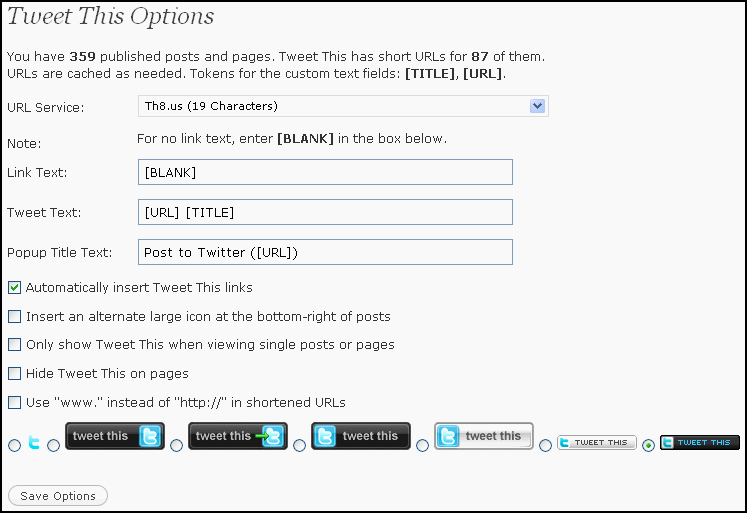 Tweet This Options
You have 359 published posts and pages. Tweet This has short URLs for 87 of them.
URLs are cached as needed. Tokens for the custom text fields: [TITLE], [URL].
URL Service: Th8.us (19 Characters)
Note: For no link text, enter [BLANK] in the box below.
Link Text: [BLANK]
Tweet Text: [URL] [TITLE]
Popup Title Text: Post to Twitter ([URL])
Automatically insert Tweet This links
Insert an alternate large icon at the bottom-right of posts
Only show Tweet This when viewing single posts or pages
Hide Tweet This on pages
Use "www." instead of "http://" in shortened URLs
t tweet this t tweet this t t tweet this t tweet this t TWEET THIS t TWEET THIS
Save Options